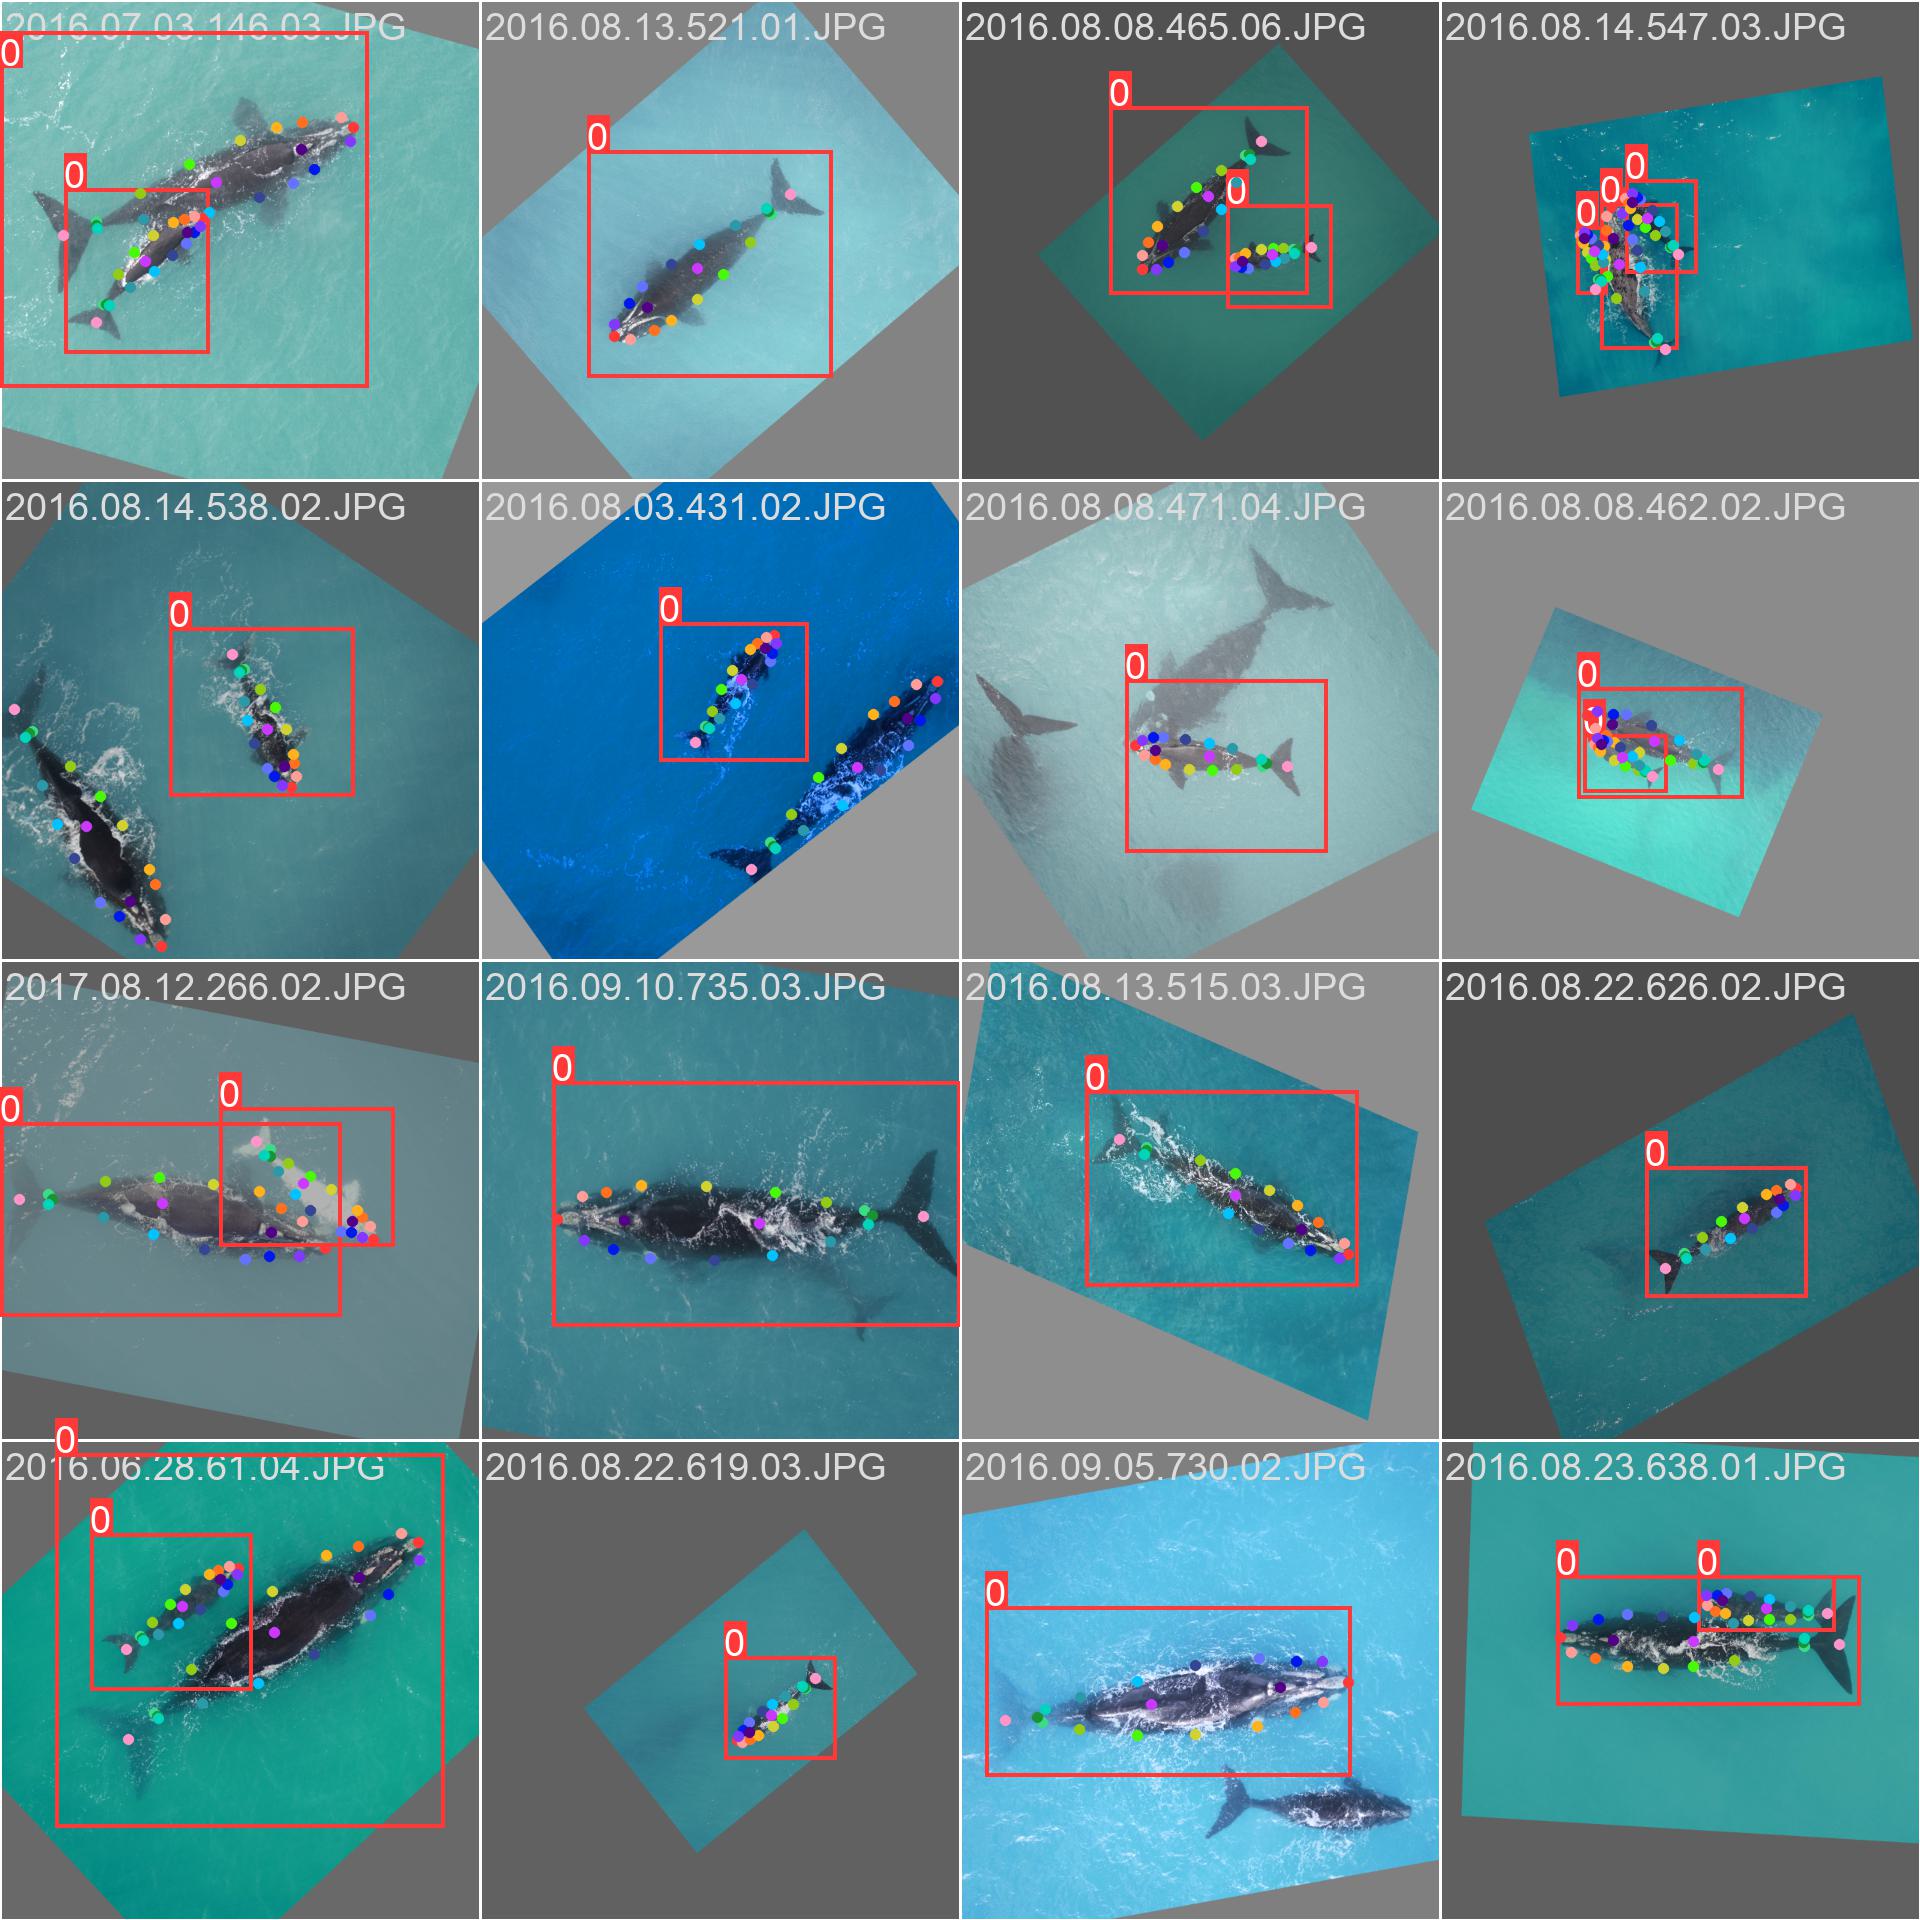 2016.07.03.146.03.JPG
0
0
2016.08.13.521.01.JPG
0
2016.08.08.465.06.JPG
0
0
2016.08.14.547.03.JPG
0
0
0
2016.08.14.538.02.JPG
0
2016.08.03.431.02.JPG
0
2016.08.08.471.04.JPG
0
2016.08.08.462.02.JPG
0
0
2017.08.12.266.02.JPG
0
0
2016.09.10.735.03.JPG
0
2016.08.13.515.03.JPG
0
2016.08.22.626.02.JPG
0
0
2016.06.28.61.04.JPG
0
2016.08.22.619.03.JPG
0
2016.09.05.730.02.JPG
0
2016.08.23.638.01.JPG
0
0